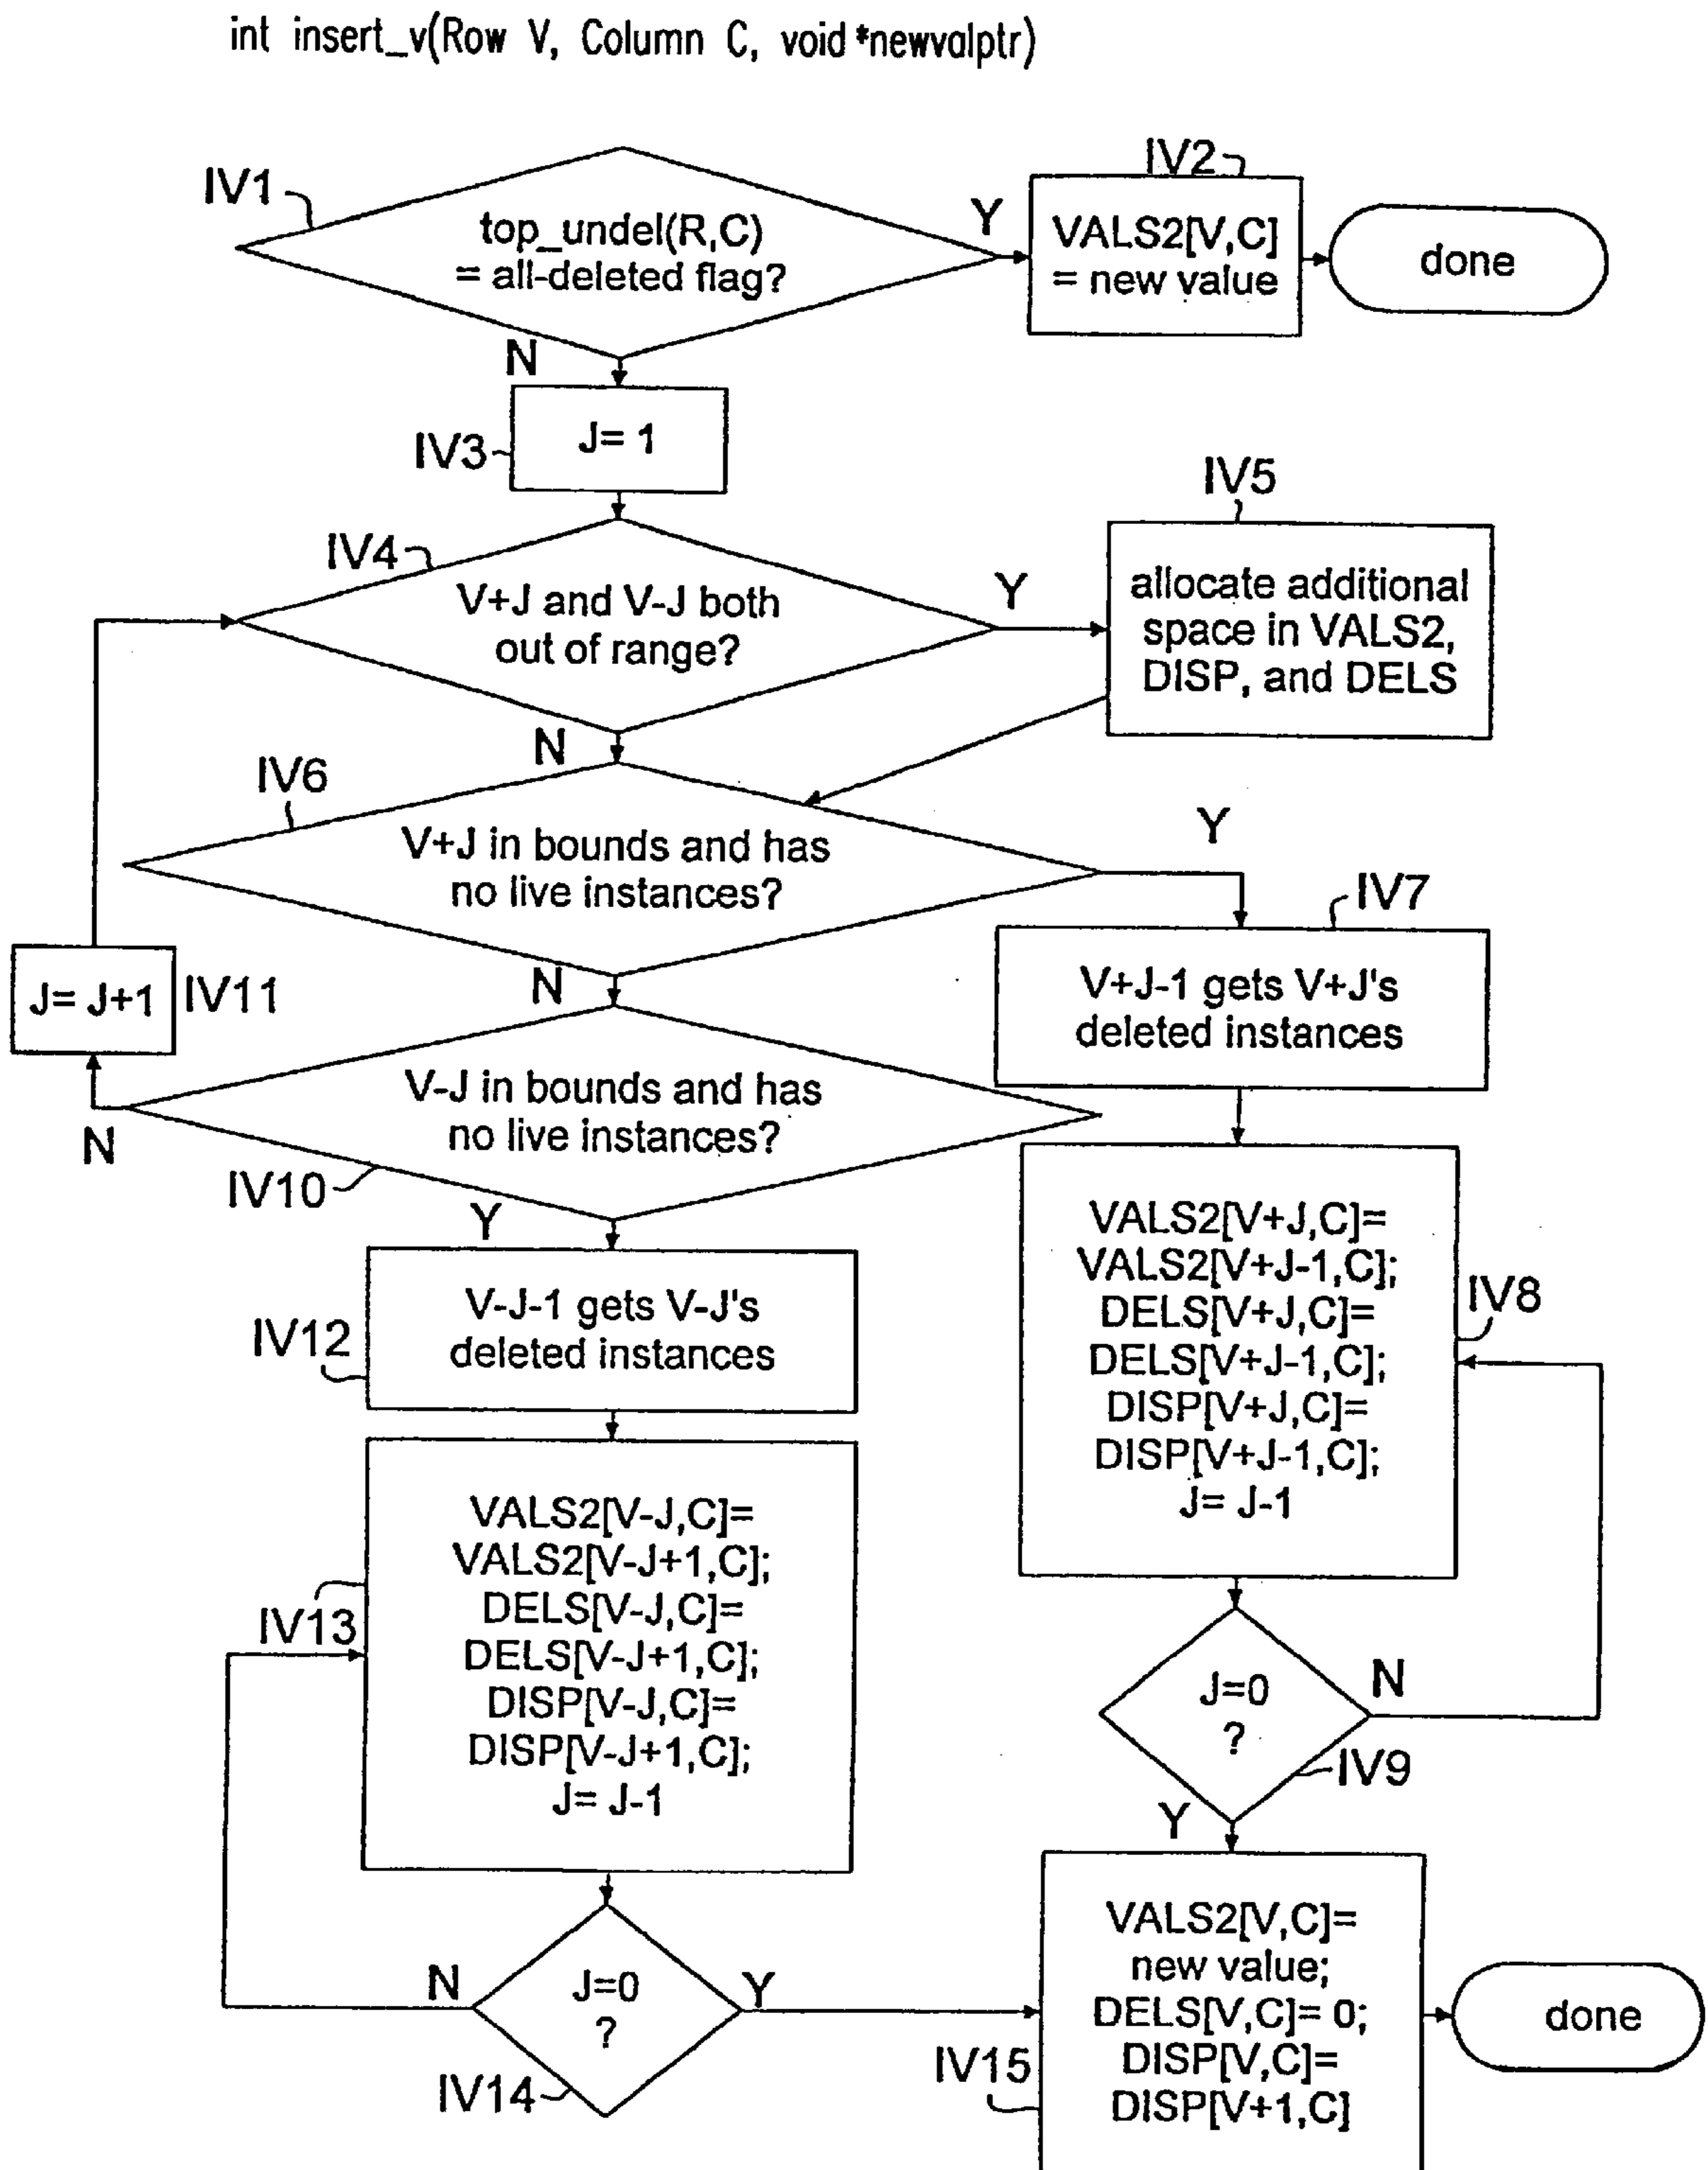 int insert_v(Row V, Column C, void*newvalptr)
IV1
top_undel(R,C)
= all-deleted flag?
Y
N
IV2
VALS2[V,C]
= new value
done
IV3
J= 1
IV4
V+J and V-J both
out of range?
Y
N
IV5
allocate additional
space in VALS2,
DISP, and DELS
IV6
V+J in bounds and has
no live instances?
Y
N
IV7
V+J-1 gets V+J's
deleted instances
J= J+1
IV11
V-J in bounds and has
no live instances?
N
IV10
Y
VALS2[V+J,C]=
VALS2[V+J-1,C];
DELS[V+J,C]=
DELS[V+J-1,C];
DISP[V+J,C]=
DISP[V+J-1,C];
J= J-1
IV8
V-J-1 gets V-J's
deleted instances
IV12
VALS2[V-J,C]=
VALS2[V-J+1,C];
DELS[V-J,C]=
DELS[V-J+1,C];
DISP[V-J,C]=
DISP[V-J+1,C];
J= J-1
IV13
J=0
?
N
IV9
Y
J=0
?
N
Y
IV14
VALS2[V,C]=
new value;
DELS[V,C]= 0;
DISP[V,C]=
DISP[V+1,C]
IV15
done